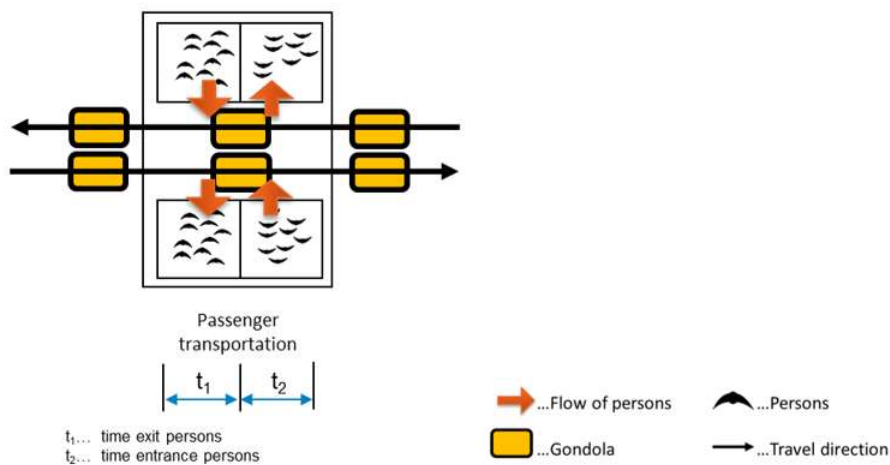 Passenger
transportation
t₁ t₂
t₁... time exit persons
t₂... time entrance persons
...Flow of persons ...Persons
...Gondola ...Travel direction